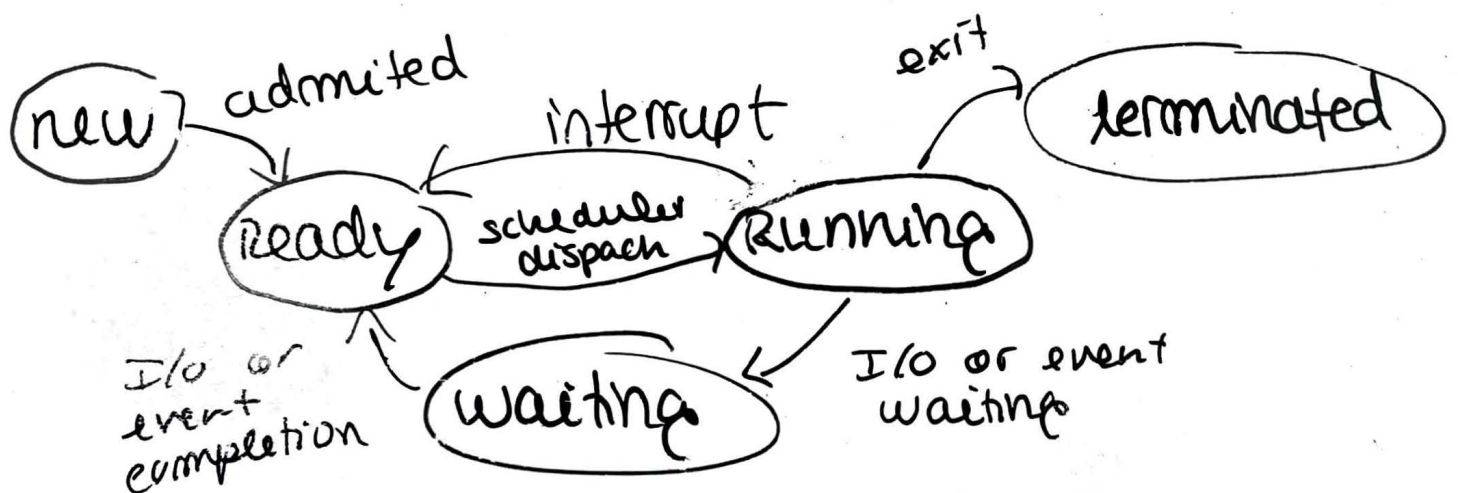 new
admited
interrupt
exit
terminated
Ready
scheduler
dispach
Running
I/o or
event
completion
waiting
I/o or event
waiting